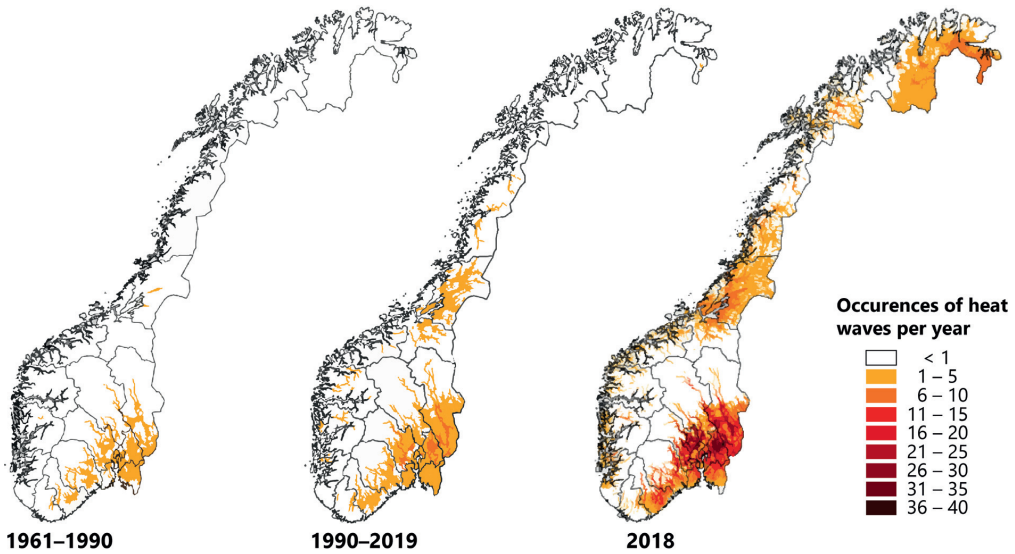 Occurences of heat
waves per year
< 1
1 – 5
6 – 10
11 – 15
16 – 20
21 – 25
26 – 30
31 – 35
36 – 40
1961–1990
1990–2019
2018